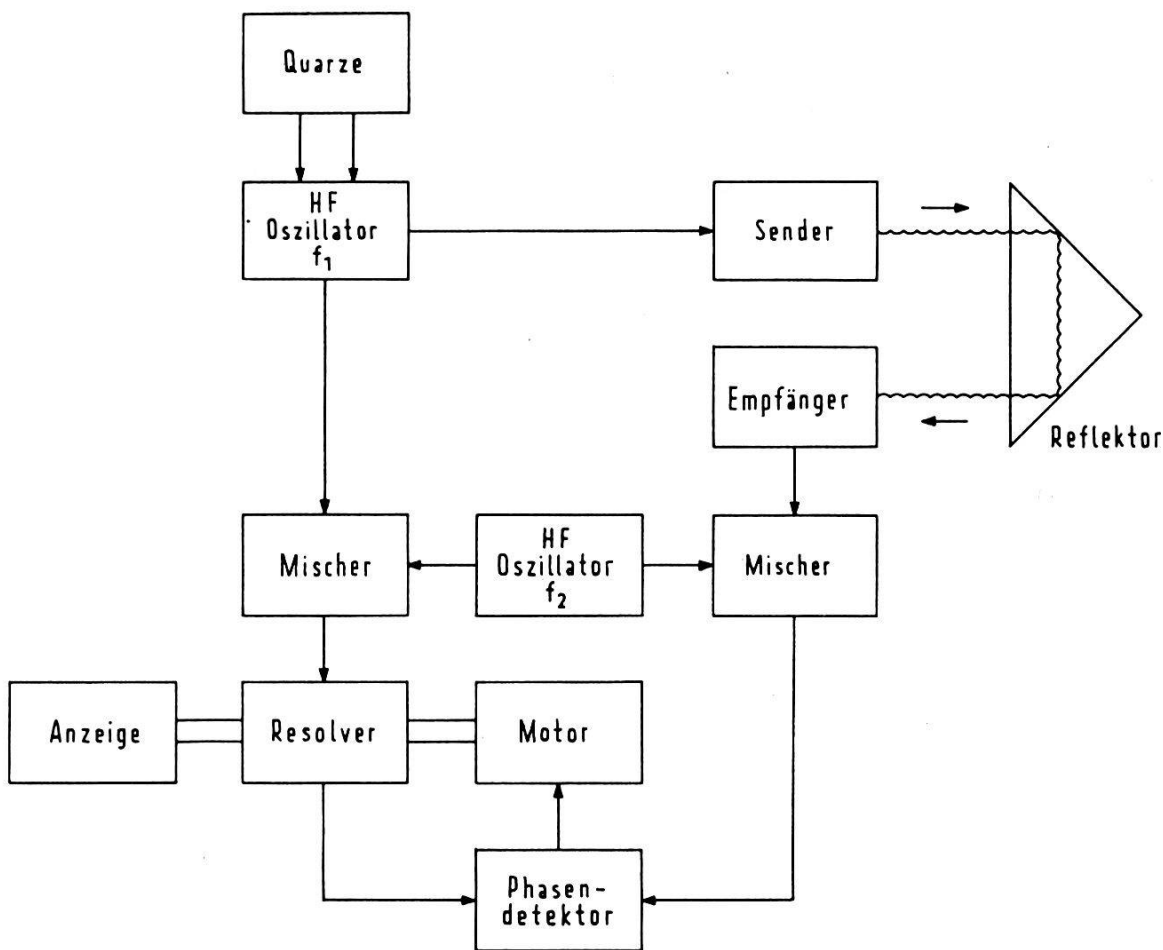 Quarze
HF
Oszillator
f₁
Sender
Empfänger
Reflektor
Mischer
HF
Oszillator
f₂
Mischer
Anzeige
Resolver
Motor
Phasen-
detektor